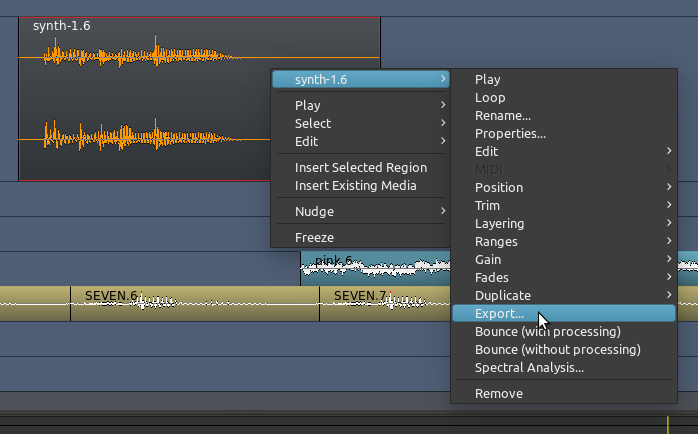 synth-1.6
synth-1.6
Play
Select
Edit
Insert Selected Region
Insert Existing Media
Nudge
Freeze
Play
Loop
Rename...
Properties...
Edit
MIDI
Position
Trim
Layering
Ranges
Gain
Fades
Duplicate
Export...
Bounce (with processing)
Bounce (without processing)
Spectral Analysis...
Remove
pink.6
SEVEN.6
SEVEN.7